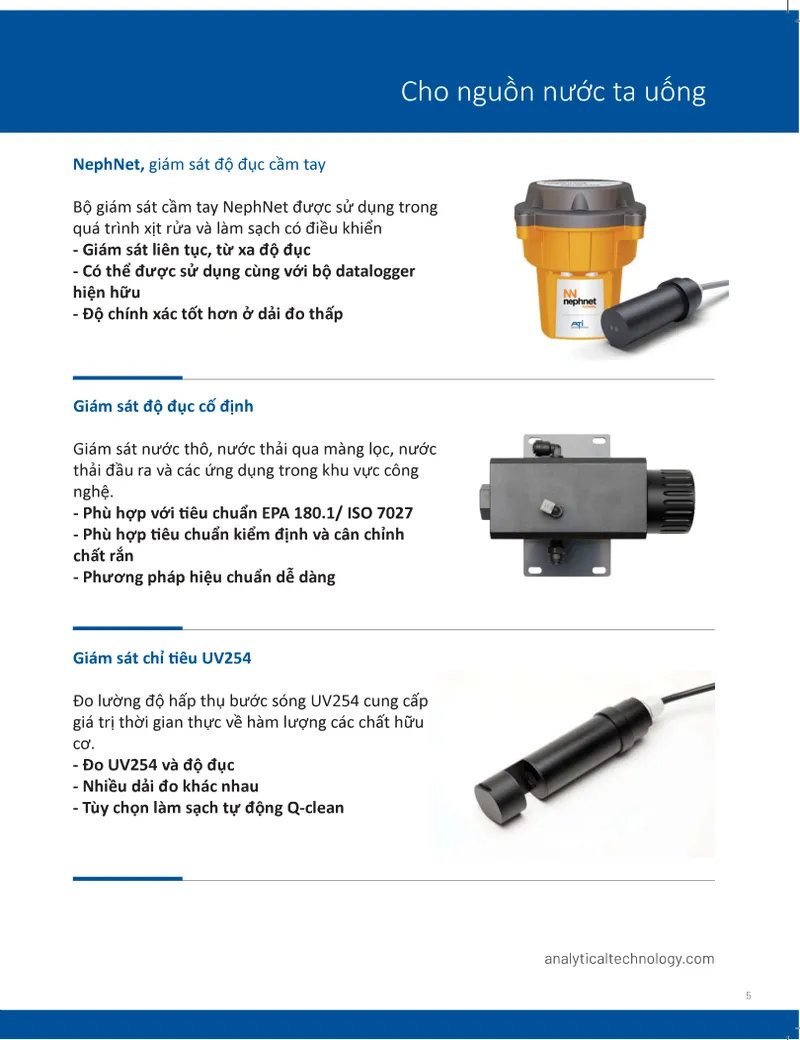 Cho nguồn nước ta uống
NephNet, giám sát độ đục cầm tay
Bộ giám sát cầm tay NephNet được sử dụng trong
quá trình xịt rửa và làm sạch có điều khiển
- Giám sát liên tục, từ xa độ đục
- Có thể được sử dụng cùng với bộ datalogger
hiện hữu
- Độ chính xác tốt hơn ở dải đo thấp
nephnet
ATi
Giám sát độ đục cố định
Giám sát nước thô, nước thải qua màng lọc, nước
thải đầu ra và các ứng dụng trong khu vực công
nghệ.
- Phù hợp với tiêu chuẩn EPA 180.1/ ISO 7027
- Phù hợp tiêu chuẩn kiểm định và cân chỉnh
chất rắn
- Phương pháp hiệu chuẩn dễ dàng
Giám sát chỉ tiêu UV254
Đo lường độ hấp thụ bước sóng UV254 cung cấp
giá trị thời gian thực về hàm lượng các chất hữu
cơ.
- Đo UV254 và độ đục
- Nhiều dải đo khác nhau
- Tùy chọn làm sạch tự động Q-clean
analyticaltechnology.com
5